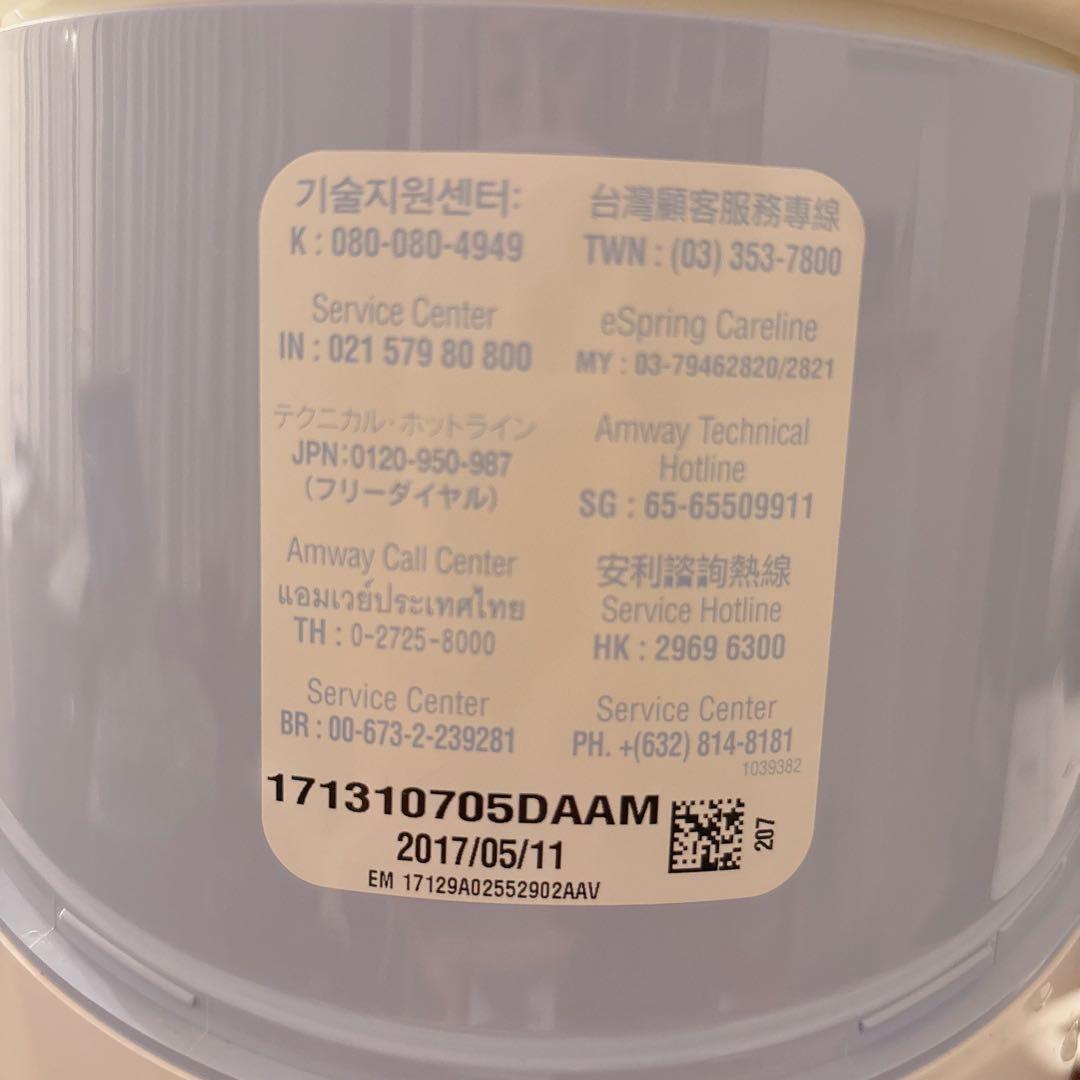 기술지원센터:
K : 080-080-4949
Service Center
IN : 021 579 80 800
テクニカル・ホットライン
JPN:0120-950-987
(フリーダイヤル)
Amway Call Center
แอมเวย์ประเทศไทย
TH : 0-2725-8000
Service Center
BR : 00-673-2-239281
台灣顧客服務專線
TWN : (03) 353-7800
eSpring Careline
MY : 03-79462820/2821
Amway Technical
Hotline
SG : 65-65509911
安利諮詢熱線
Service Hotline
HK : 2969 6300
Service Center
PH. +(632) 814-8181
1039382
171310705DAAM
2017/05/11
EM 17129A02552902AAV
207